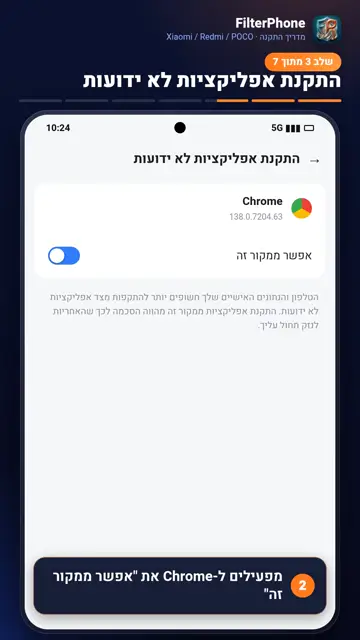 FilterPhone
מדריך התקנה · Xiaomi / Redmi / POCO
שלב 3 מתוך 7
התקנת אפליקציות לא ידועות
10:24
5G
התקנת אפליקציות לא ידועות →
Chrome
138.0.7204.63
אפשר ממקור זה
הטלפון והנתונים האישיים שלך חשופים יותר להתקפות מצד אפליקציות
לא ידועות. התקנת אפליקציות ממקור זה מהווה הסכמה לכך שהאחריות
לנזק תחול עליך.
2
מפעילים ל-Chrome את "אפשר ממקור
זה"